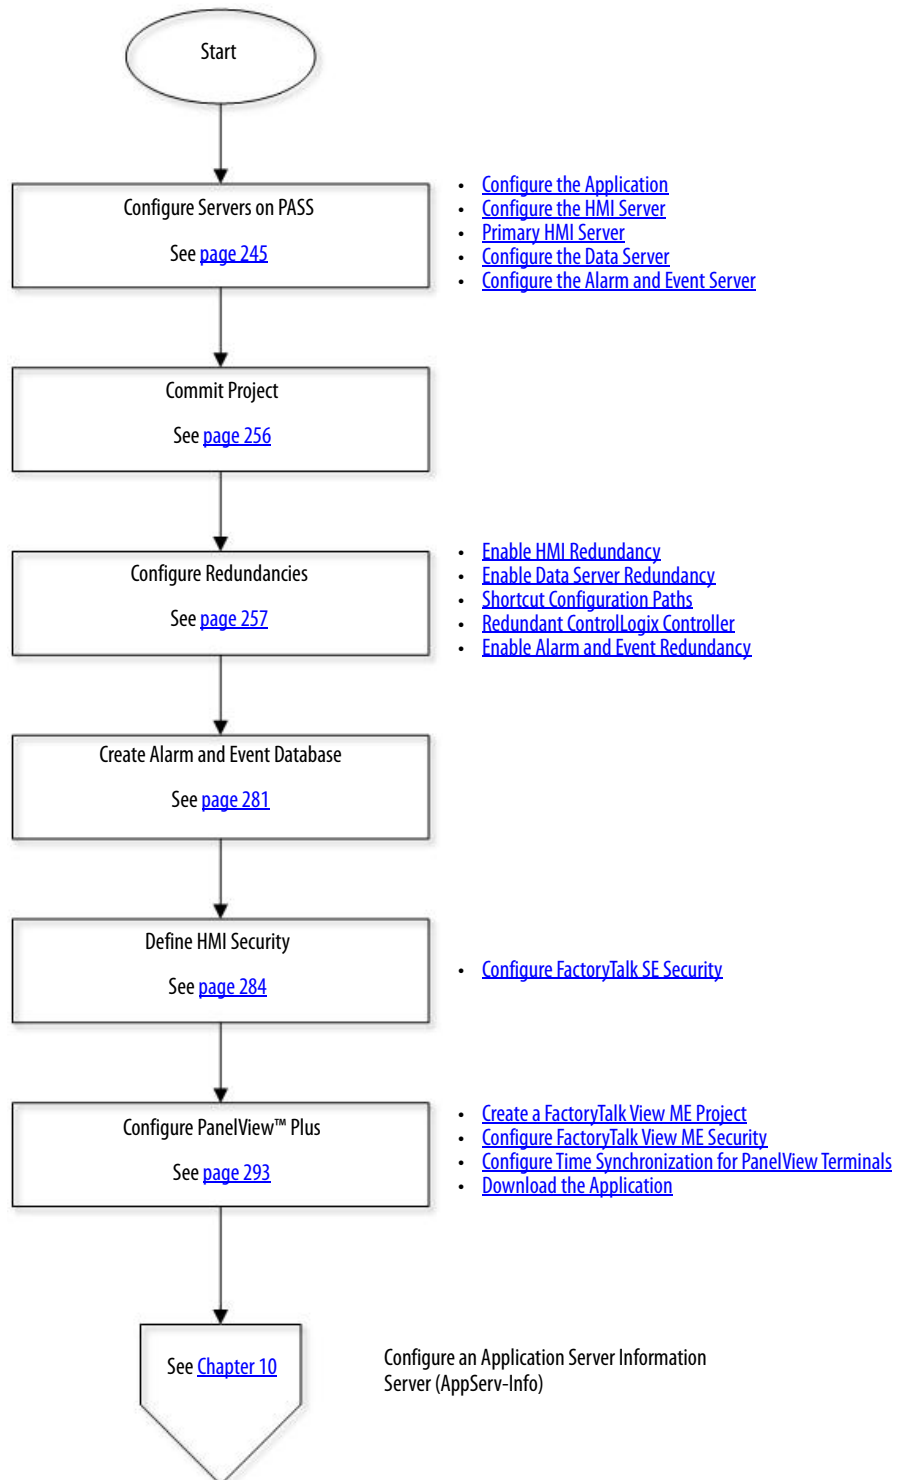 Start
Configure Servers on PASS
See page 245
• Configure the Application
• Configure the HMI Server
• Primary HMI Server
• Configure the Data Server
• Configure the Alarm and Event Server
Commit Project
See page 256
Configure Redundancies
See page 257
• Enable HMI Redundancy
• Enable Data Server Redundancy
• Shortcut Configuration Paths
• Redundant ControlLogix Controller
• Enable Alarm and Event Redundancy
Create Alarm and Event Database
See page 281
Define HMI Security
See page 284
• Configure FactoryTalk SE Security
Configure PanelView™ Plus
See page 293
• Create a FactoryTalk View ME Project
• Configure FactoryTalk View ME Security
• Configure Time Synchronization for PanelView Terminals
• Download the Application
See Chapter 10
Configure an Application Server Information
Server (AppServ-Info)